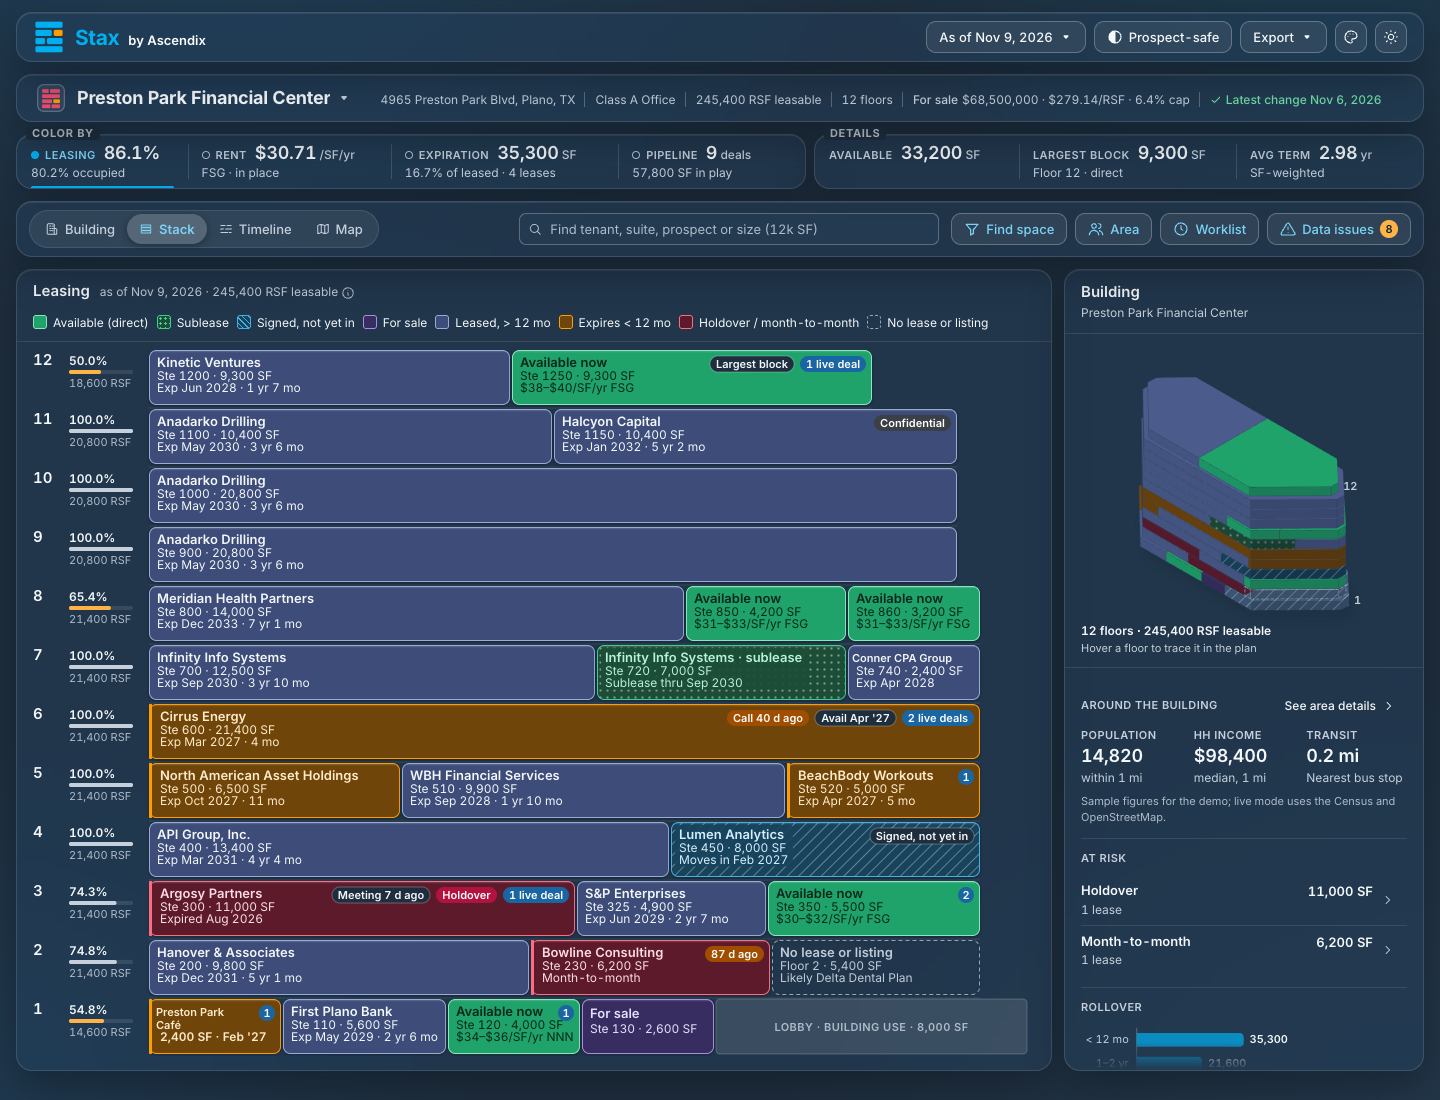 Stax by Ascendix
As of Nov 9, 2026
Prospect-safe
Export
Preston Park Financial Center
4965 Preston Park Blvd, Plano, TX
Class A Office
245,400 RSF leasable
12 floors
For sale $68,500,000 · $279.14/RSF · 6.4% cap
✓ Latest change Nov 6, 2026
COLOR BY
LEASING 86.1%
80.2% occupied
RENT $30.71 /SF/yr
FSG · in place
EXPIRATION 35,300 SF
16.7% of leased · 4 leases
PIPELINE 9 deals
57,800 SF in play
DETAILS
AVAILABLE 33,200 SF
LARGEST BLOCK 9,300 SF
Floor 12 · direct
AVG TERM 2.98 yr
SF-weighted
Building
Stack
Timeline
Map
Find tenant, suite, prospect or size (12k SF)
Find space
Area
Worklist
Data issues 8
Leasing as of Nov 9, 2026 · 245,400 RSF leasable
Available (direct)
Sublease
Signed, not yet in
For sale
Leased, > 12 mo
Expires < 12 mo
Holdover / month-to-month
No lease or listing
12
50.0%
18,600 RSF
Kinetic Ventures
Ste 1200 · 9,300 SF
Exp Jun 2028 · 1 yr 7 mo
Available now
Ste 1250 · 9,300 SF
$38–$40/SF/yr FSG
Largest block
1 live deal
11
100.0%
20,800 RSF
Anadarko Drilling
Ste 1100 · 10,400 SF
Exp May 2030 · 3 yr 6 mo
Halcyon Capital
Ste 1150 · 10,400 SF
Exp Jan 2032 · 5 yr 2 mo
Confidential
10
100.0%
20,800 RSF
Anadarko Drilling
Ste 1000 · 20,800 SF
Exp May 2030 · 3 yr 6 mo
9
100.0%
20,800 RSF
Anadarko Drilling
Ste 900 · 20,800 SF
Exp May 2030 · 3 yr 6 mo
8
65.4%
21,400 RSF
Meridian Health Partners
Ste 800 · 14,000 SF
Exp Dec 2033 · 7 yr 1 mo
Available now
Ste 850 · 4,200 SF
$31–$33/SF/yr FSG
Available now
Ste 860 · 3,200 SF
$31–$33/SF/yr FSG
7
100.0%
21,400 RSF
Infinity Info Systems
Ste 700 · 12,500 SF
Exp Sep 2030 · 3 yr 10 mo
Infinity Info Systems · sublease
Ste 720 · 7,000 SF
Sublease thru Sep 2030
Conner CPA Group
Ste 740 · 2,400 SF
Exp Apr 2028
6
100.0%
21,400 RSF
Cirrus Energy
Ste 600 · 21,400 SF
Exp Mar 2027 · 4 mo
Call 40 d ago
Avail Apr '27
2 live deals
5
100.0%
21,400 RSF
North American Asset Holdings
Ste 500 · 6,500 SF
Exp Oct 2027 · 11 mo
WBH Financial Services
Ste 510 · 9,900 SF
Exp Sep 2028 · 1 yr 10 mo
BeachBody Workouts
Ste 520 · 5,000 SF
Exp Apr 2027 · 5 mo
1
4
100.0%
21,400 RSF
API Group, Inc.
Ste 400 · 13,400 SF
Exp Mar 2031 · 4 yr 4 mo
Lumen Analytics
Ste 450 · 8,000 SF
Moves in Feb 2027
Signed, not yet in
3
74.3%
21,400 RSF
Argosy Partners
Ste 300 · 11,000 SF
Expired Aug 2026
Meeting 7 d ago
Holdover
1 live deal
S&P Enterprises
Ste 325 · 4,900 SF
Exp Jun 2029 · 2 yr 7 mo
Available now
Ste 350 · 5,500 SF
$30–$32/SF/yr FSG
2
2
74.8%
21,400 RSF
Hanover & Associates
Ste 200 · 9,800 SF
Exp Dec 2031 · 5 yr 1 mo
Bowline Consulting
Ste 230 · 6,200 SF
Month-to-month
87 d ago
No lease or listing
Floor 2 · 5,400 SF
Likely Delta Dental Plan
1
54.8%
14,600 RSF
Preston Park
Café
2,400 SF · Feb '27
1
First Plano Bank
Ste 110 · 5,600 SF
Exp May 2029 · 2 yr 6 mo
Available now
Ste 120 · 4,000 SF
$34–$36/SF/yr NNN
1
For sale
Ste 130 · 2,600 SF
LOBBY · BUILDING USE · 8,000 SF
Building
Preston Park Financial Center
12
1
12 floors · 245,400 RSF leasable
Hover a floor to trace it in the plan
AROUND THE BUILDING
See area details
POPULATION
14,820
within 1 mi
HH INCOME
$98,400
median, 1 mi
TRANSIT
0.2 mi
Nearest bus stop
Sample figures for the demo; live mode uses the Census and
OpenStreetMap.
AT RISK
Holdover
1 lease
11,000 SF
Month-to-month
1 lease
6,200 SF
ROLLOVER
< 12 mo 35,300
1–2 yr 21,600